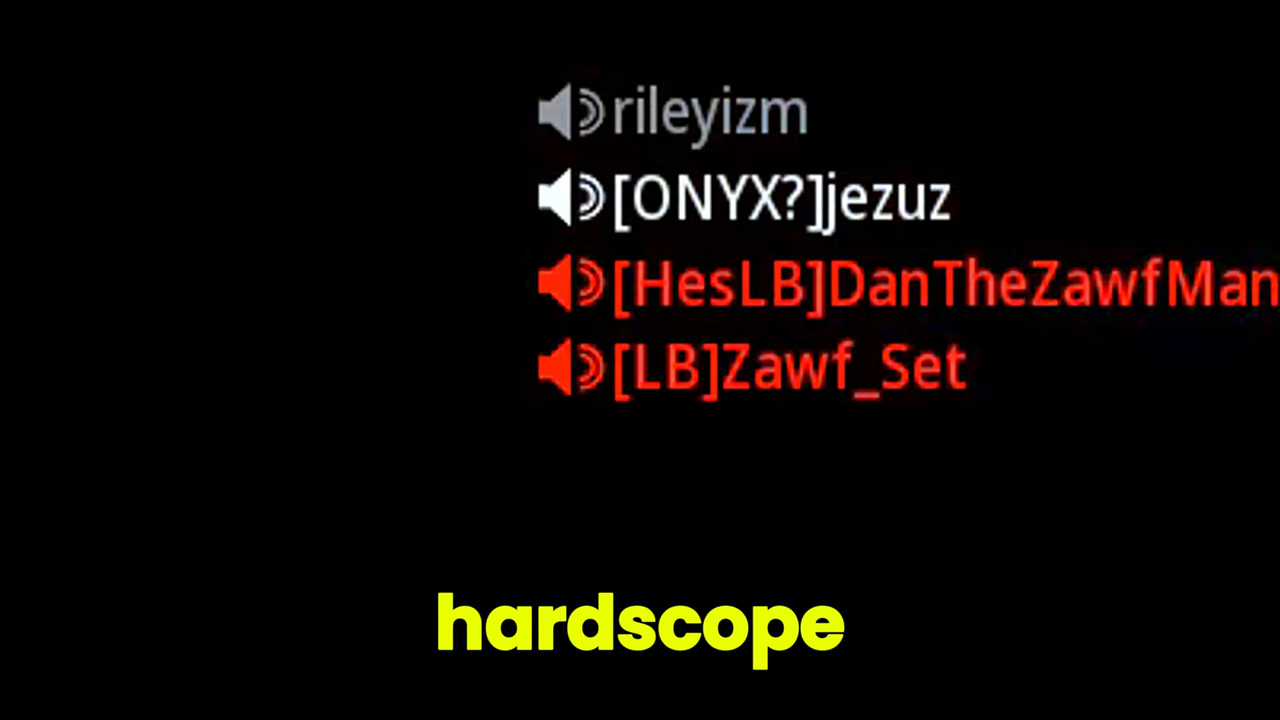 rileyizm
[ONYX?]jezuz
[HesLB]DanTheZawfMan
[LB]Zawf_Set
hardscope